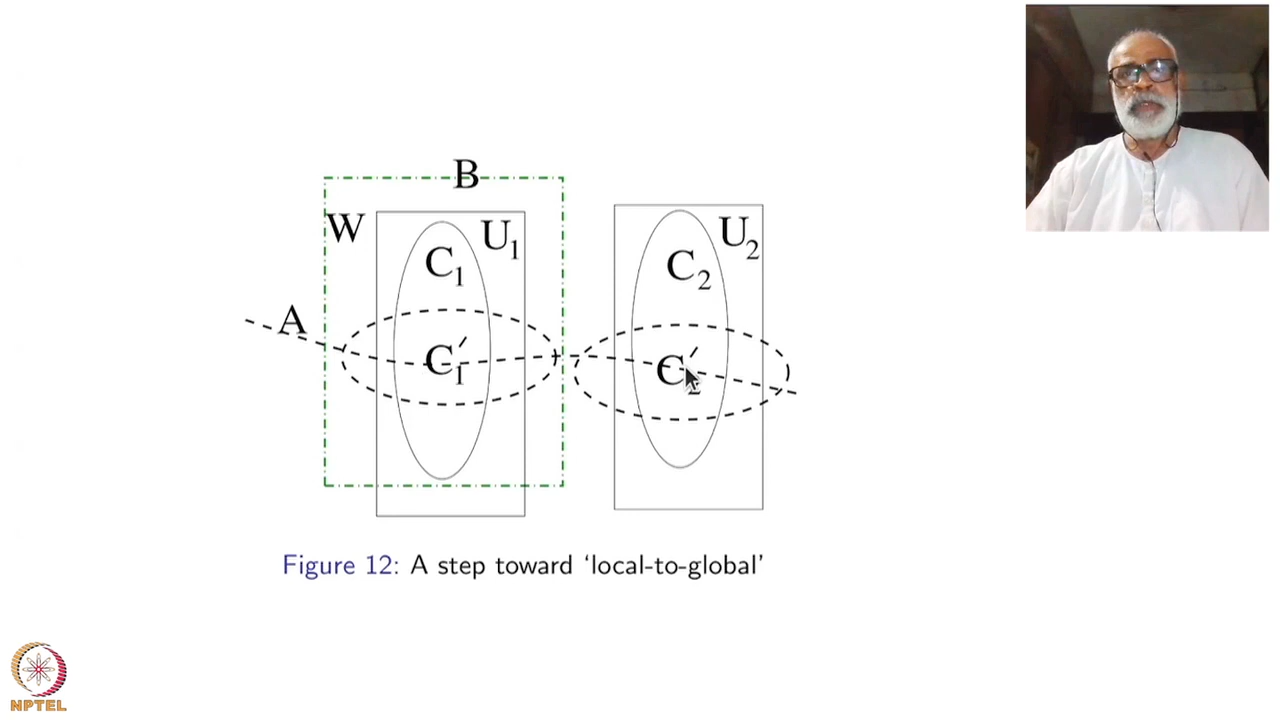 B
W
U₁
U₂
C₁
C₂
A
C₁′
C₂′
Figure 12: A step toward ‘local-to-global’
NPTEL